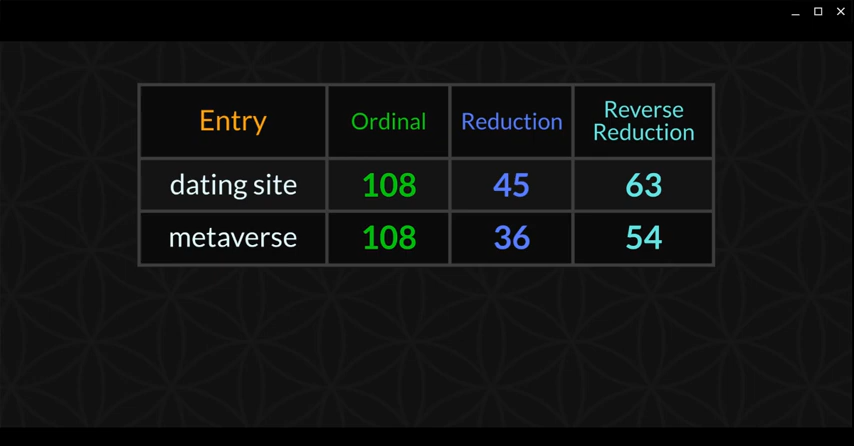 Entry Ordinal Reduction Reverse Reduction
dating site 108 45 63
metaverse 108 36 54